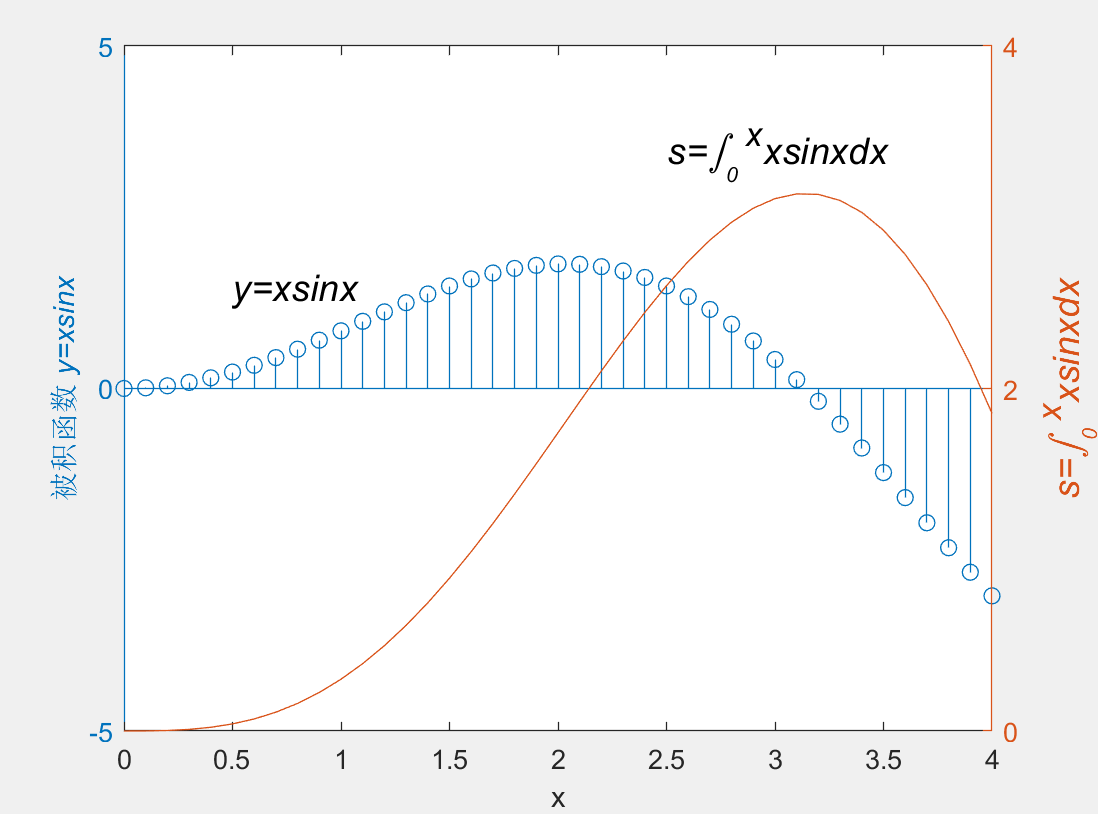 5
4
s=∫₀ˣxsinxdx
y=xsinx
被积函数 y=xsinx
0
2
s=∫₀ˣxsinxdx
-5
0
0 0.5 1 1.5 2 2.5 3 3.5 4
x